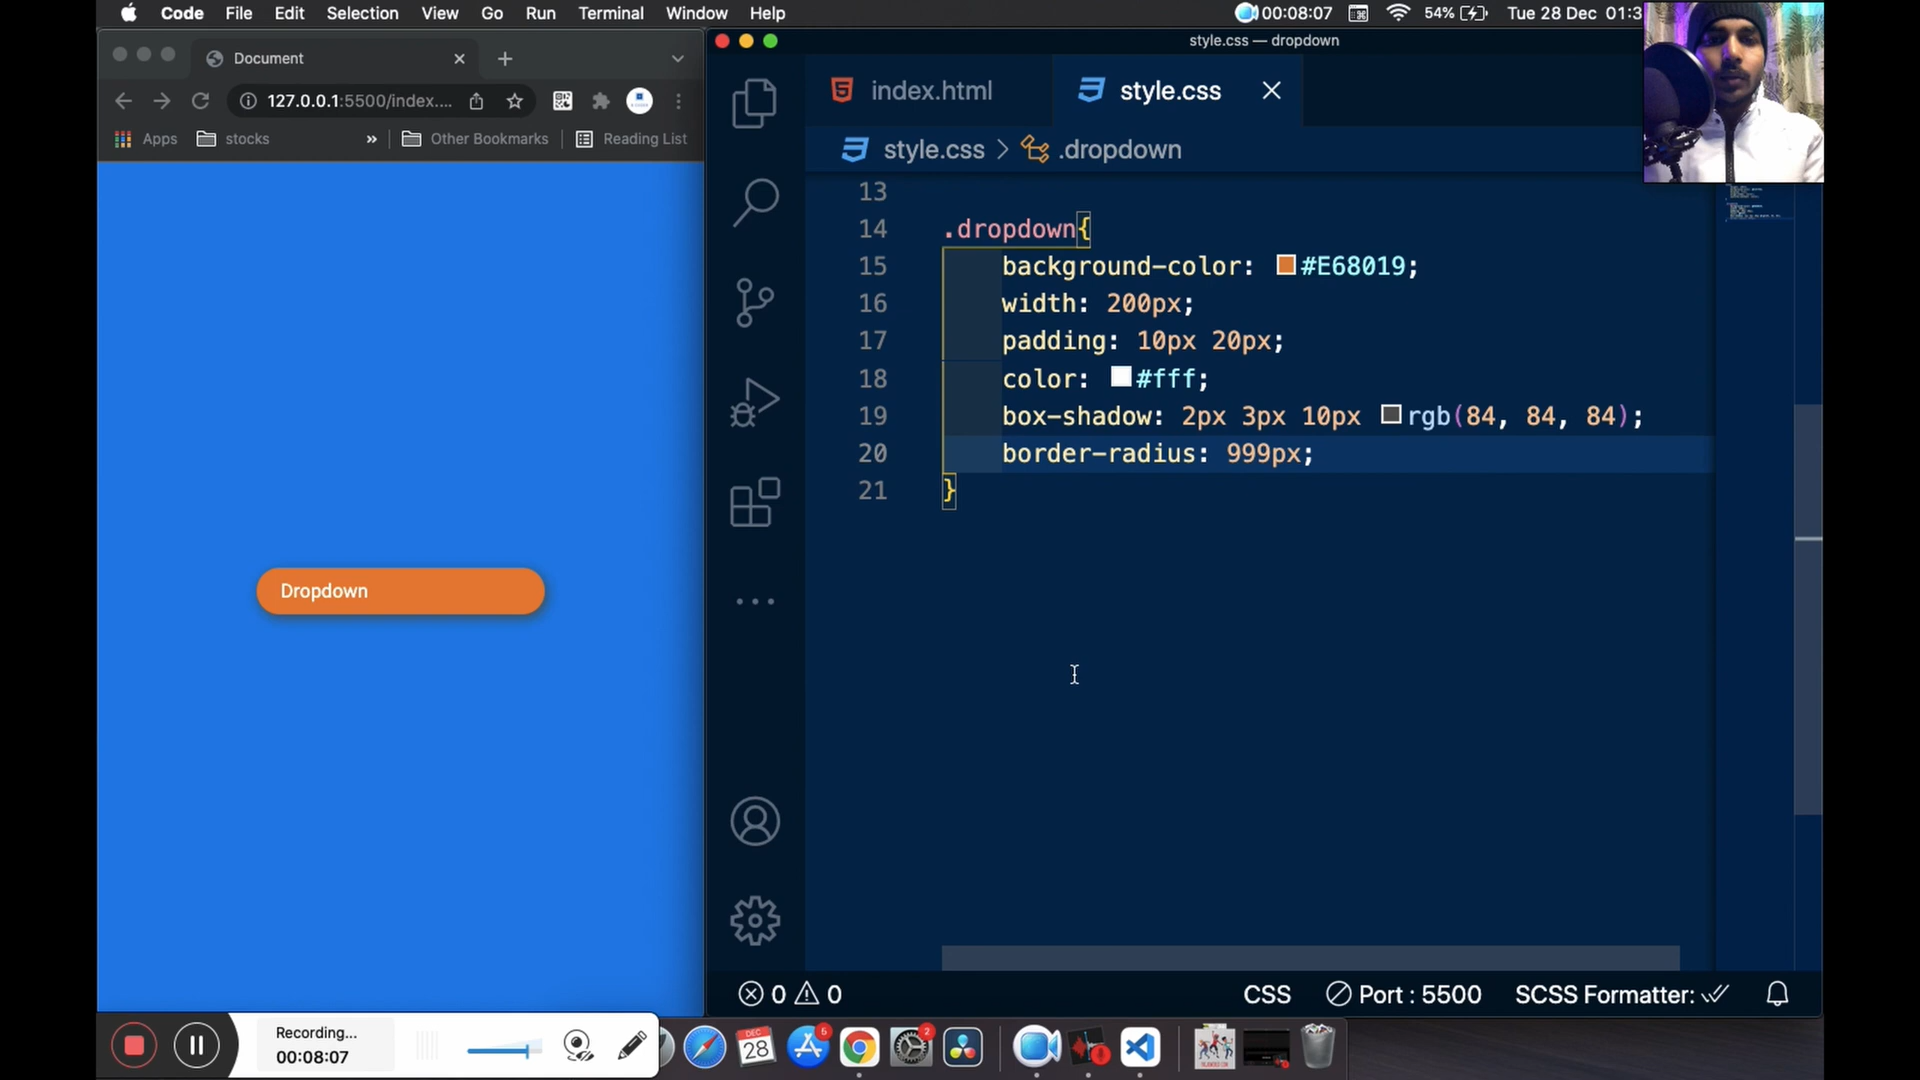 Code File Edit Selection View Go Run Terminal Window Help
00:08:07 54% Tue 28 Dec 01:3
Document
127.0.0.1:5500/index....
Apps stocks » Other Bookmarks Reading List
Dropdown
style.css — dropdown
index.html style.css
style.css > .dropdown
13
14 .dropdown{
15 background-color: #E68019;
16 width: 200px;
17 padding: 10px 20px;
18 color: #fff;
19 box-shadow: 2px 3px 10px rgb(84, 84, 84);
20 border-radius: 999px;
21 }
0 0 CSS Port : 5500 SCSS Formatter:
Recording...
00:08:07
DEC
28
5
2